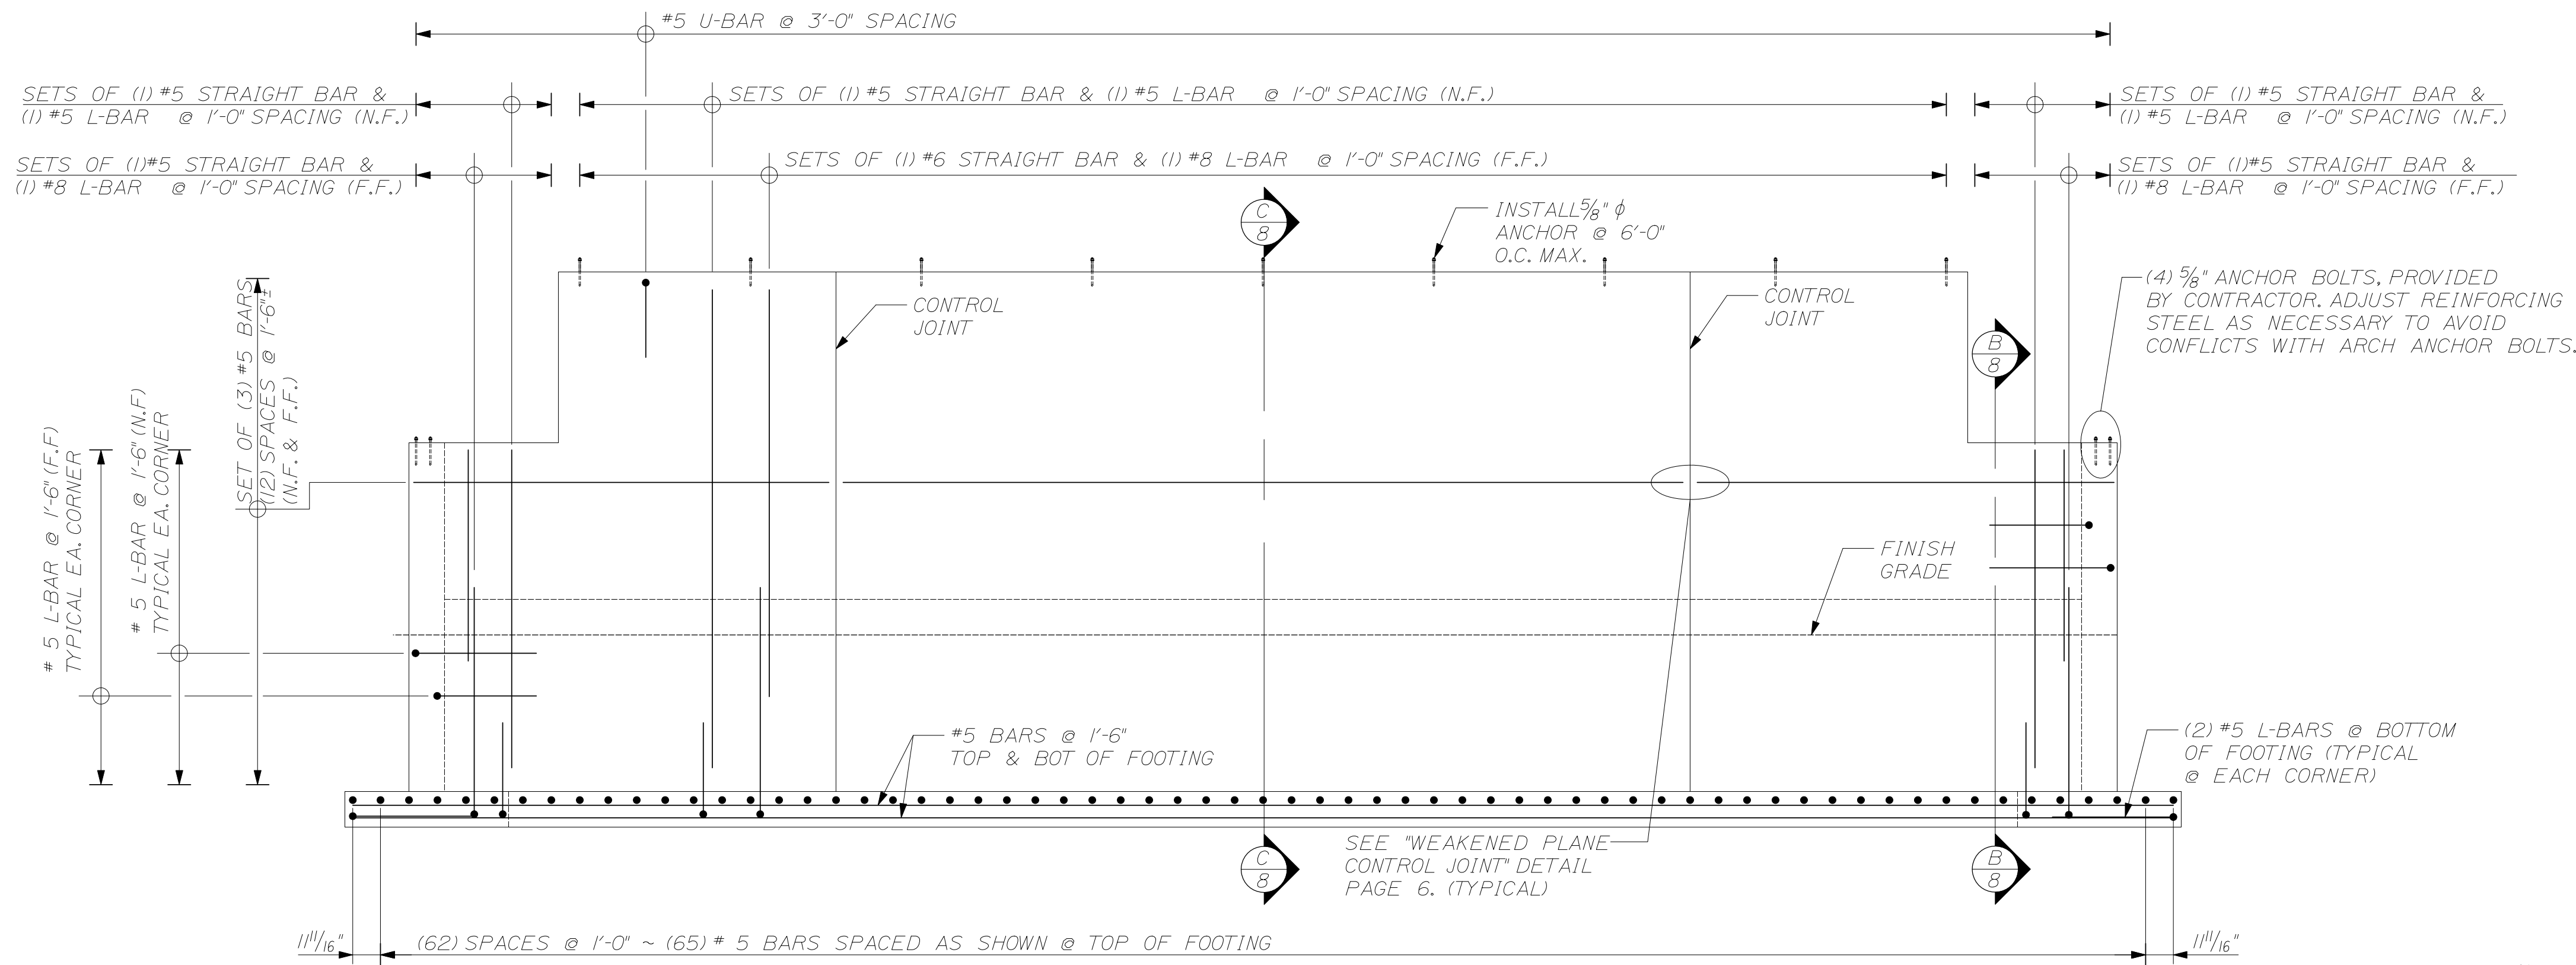 #5 U-BAR @ 3'-0" SPACING
SETS OF (1) #5 STRAIGHT BAR &
(1) #5 L-BAR @ 1'-0" SPACING (N.F.)
SETS OF (1) #5 STRAIGHT BAR & (1) #5 L-BAR @ 1'-0" SPACING (N.F.)
SETS OF (1) #5 STRAIGHT BAR &
(1) #5 L-BAR @ 1'-0" SPACING (N.F.)
SETS OF (1)#5 STRAIGHT BAR &
(1) #8 L-BAR @ 1'-0" SPACING (F.F.)
SETS OF (1) #6 STRAIGHT BAR & (1) #8 L-BAR @ 1'-0" SPACING (F.F.)
SETS OF (1)#5 STRAIGHT BAR &
(1) #8 L-BAR @ 1'-0" SPACING (F.F.)
C
8
INSTALL 5/8" ϕ
ANCHOR @ 6'-0"
O.C. MAX.
(4) 5/8" ANCHOR BOLTS, PROVIDED
BY CONTRACTOR. ADJUST REINFORCING
STEEL AS NECESSARY TO AVOID
CONFLICTS WITH ARCH ANCHOR BOLTS.
CONTROL
JOINT
CONTROL
JOINT
B
8
# 5 L-BAR @ 1'-6" (F.F)
TYPICAL EA. CORNER
# 5 L-BAR @ 1'-6" (N.F)
TYPICAL EA. CORNER
SET OF (3) #5 BARS
(12) SPACES @ 1'-6"±
(N.F. & F.F.)
FINISH
GRADE
#5 BARS @ 1'-6"
TOP & BOT OF FOOTING
(2) #5 L-BARS @ BOTTOM
OF FOOTING (TYPICAL
@ EACH CORNER)
C
8
SEE "WEAKENED PLANE
CONTROL JOINT" DETAIL
PAGE 6. (TYPICAL)
B
8
11 11/16"
(62) SPACES @ 1'-0" ~ (65) # 5 BARS SPACED AS SHOWN @ TOP OF FOOTING
11 11/16"